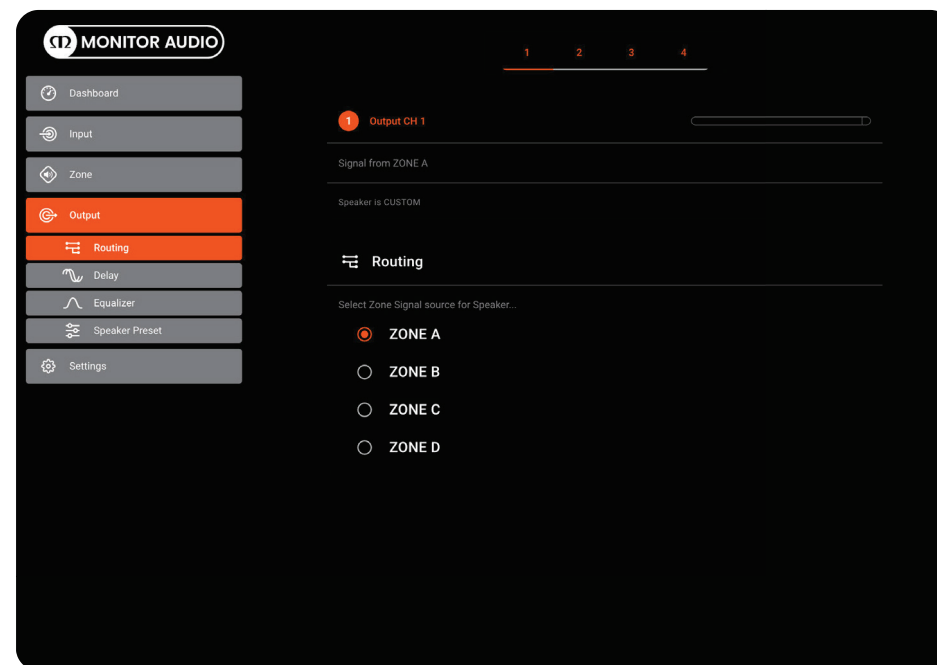 MONITOR AUDIO
1 2 3 4
Dashboard
Input
Zone
Output
Routing
Delay
Equalizer
Speaker Preset
Settings
1 Output CH 1
Signal from ZONE A
Speaker is CUSTOM
Routing
Select Zone Signal source for Speaker...
ZONE A
ZONE B
ZONE C
ZONE D